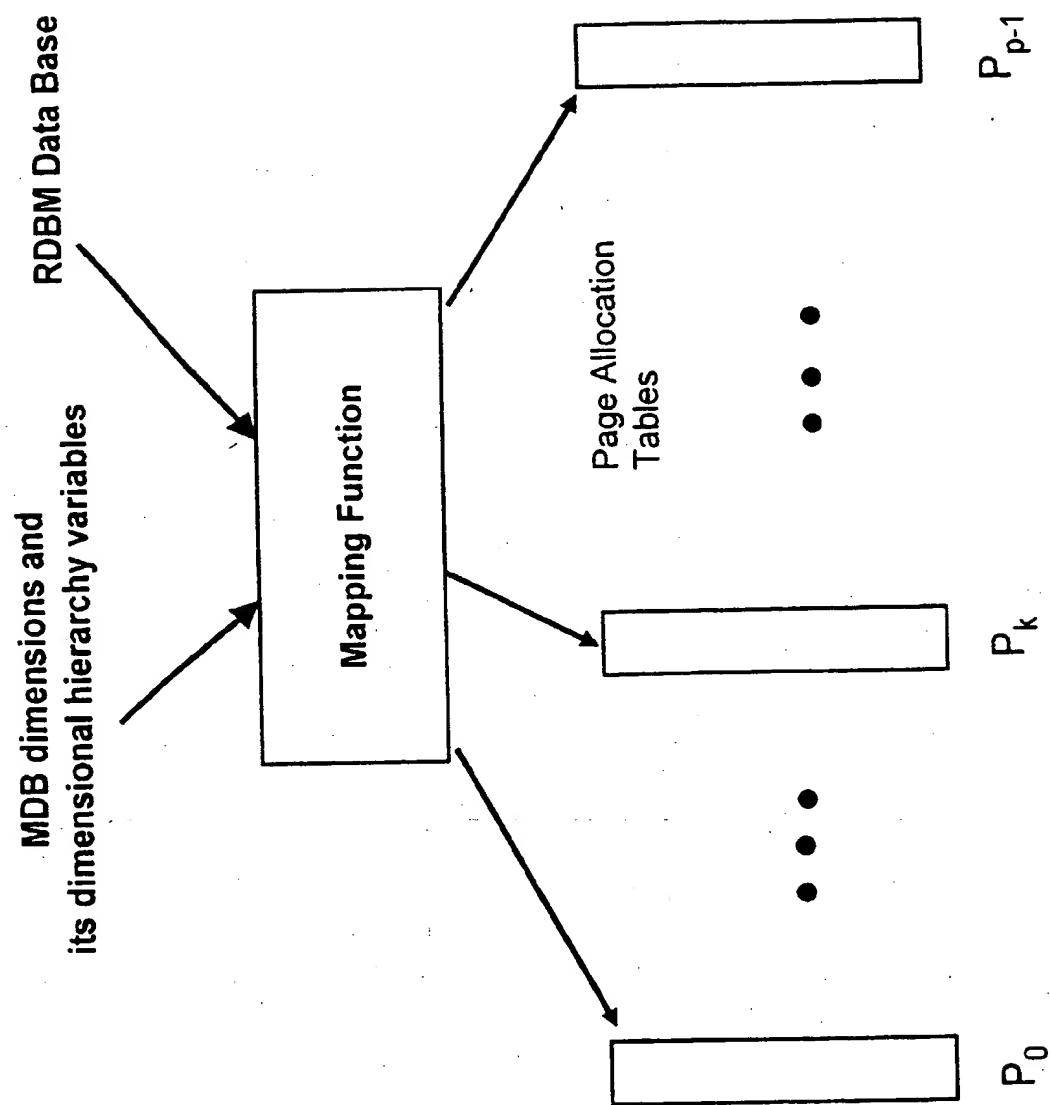 MDB dimensions and
its dimensional hierarchy variables
RDBM Data Base
Mapping Function
Page Allocation
Tables
P0
Pk
Pp-1